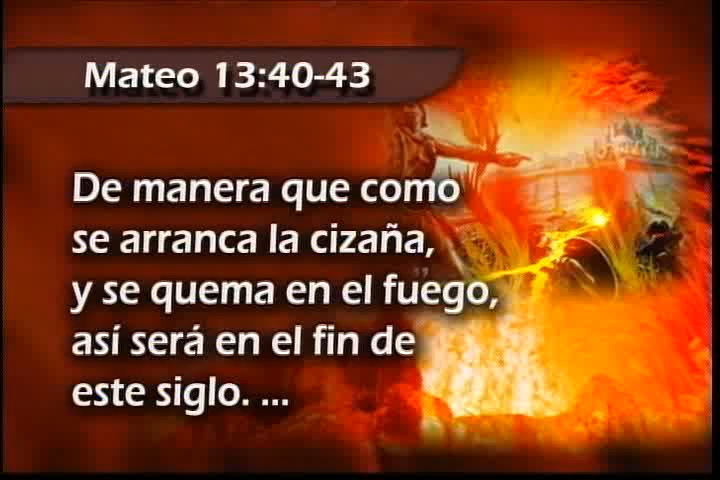 Mateo 13:40-43
De manera que como
se arranca la cizaña,
y se quema en el fuego,
así será en el fin de
este siglo. ...